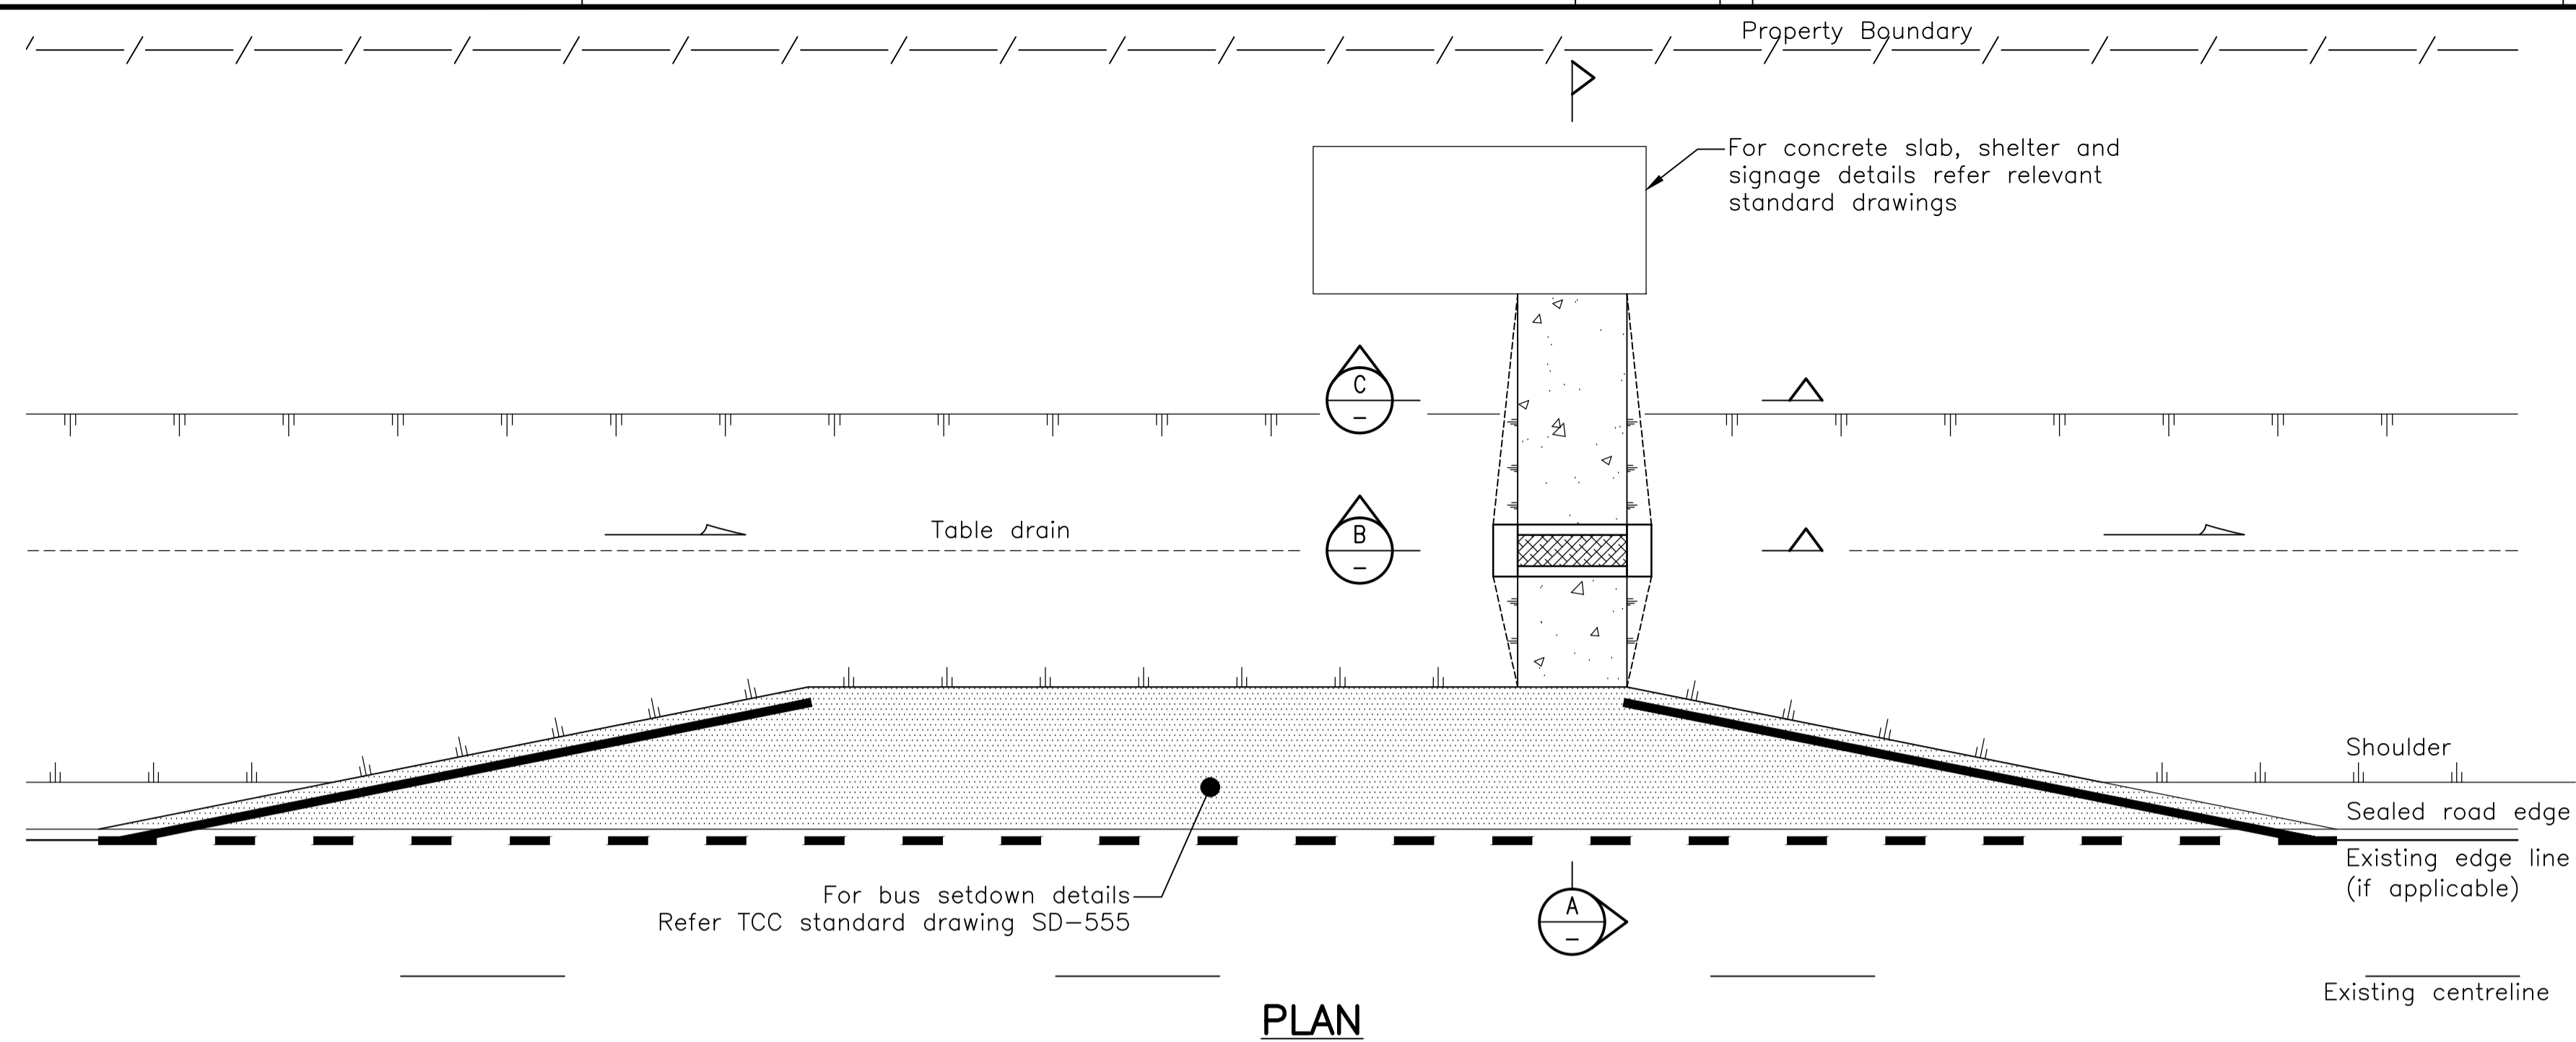 Property Boundary
For concrete slab, shelter and
signage details refer relevant
standard drawings
C
–
Table drain
B
–
Shoulder
Sealed road edge
Existing edge line
(if applicable)
For bus setdown details
Refer TCC standard drawing SD-555
A
–
Existing centreline
PLAN